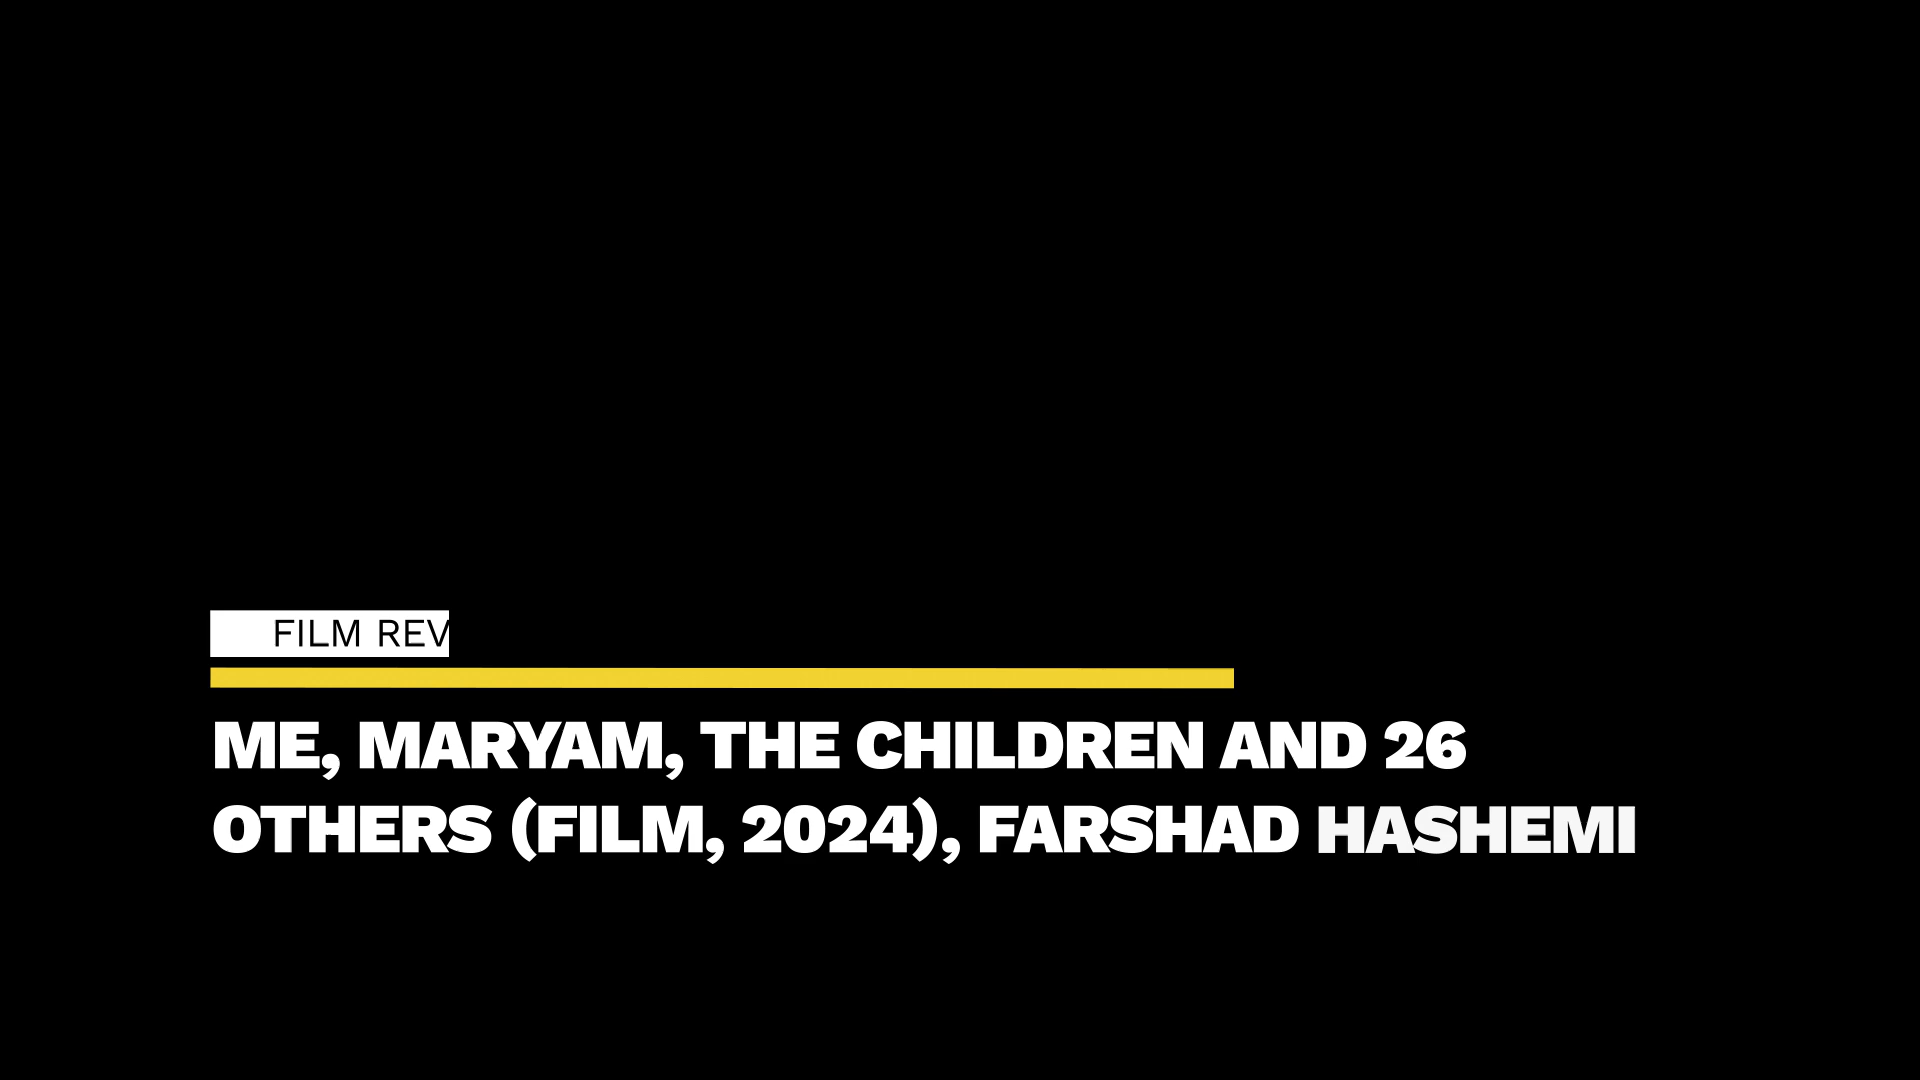 FILM REV
ME, MARYAM, THE CHILDREN AND 26
OTHERS (FILM, 2024), FARSHAD HASHEMI